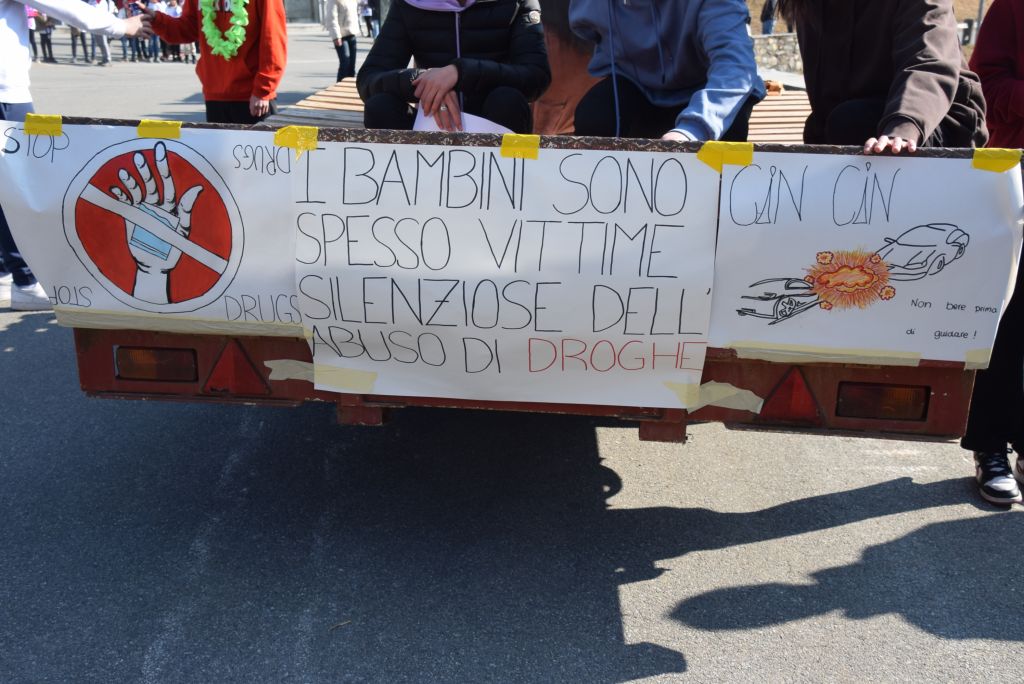 STOP
DRUGS
STOP
DRUGS
I BAMBINI SONO
SPESSO VITTIME
SILENZIOSE DELL'
ABUSO DI DROGHE
CIN CIN
Non bere prima
di guidare !